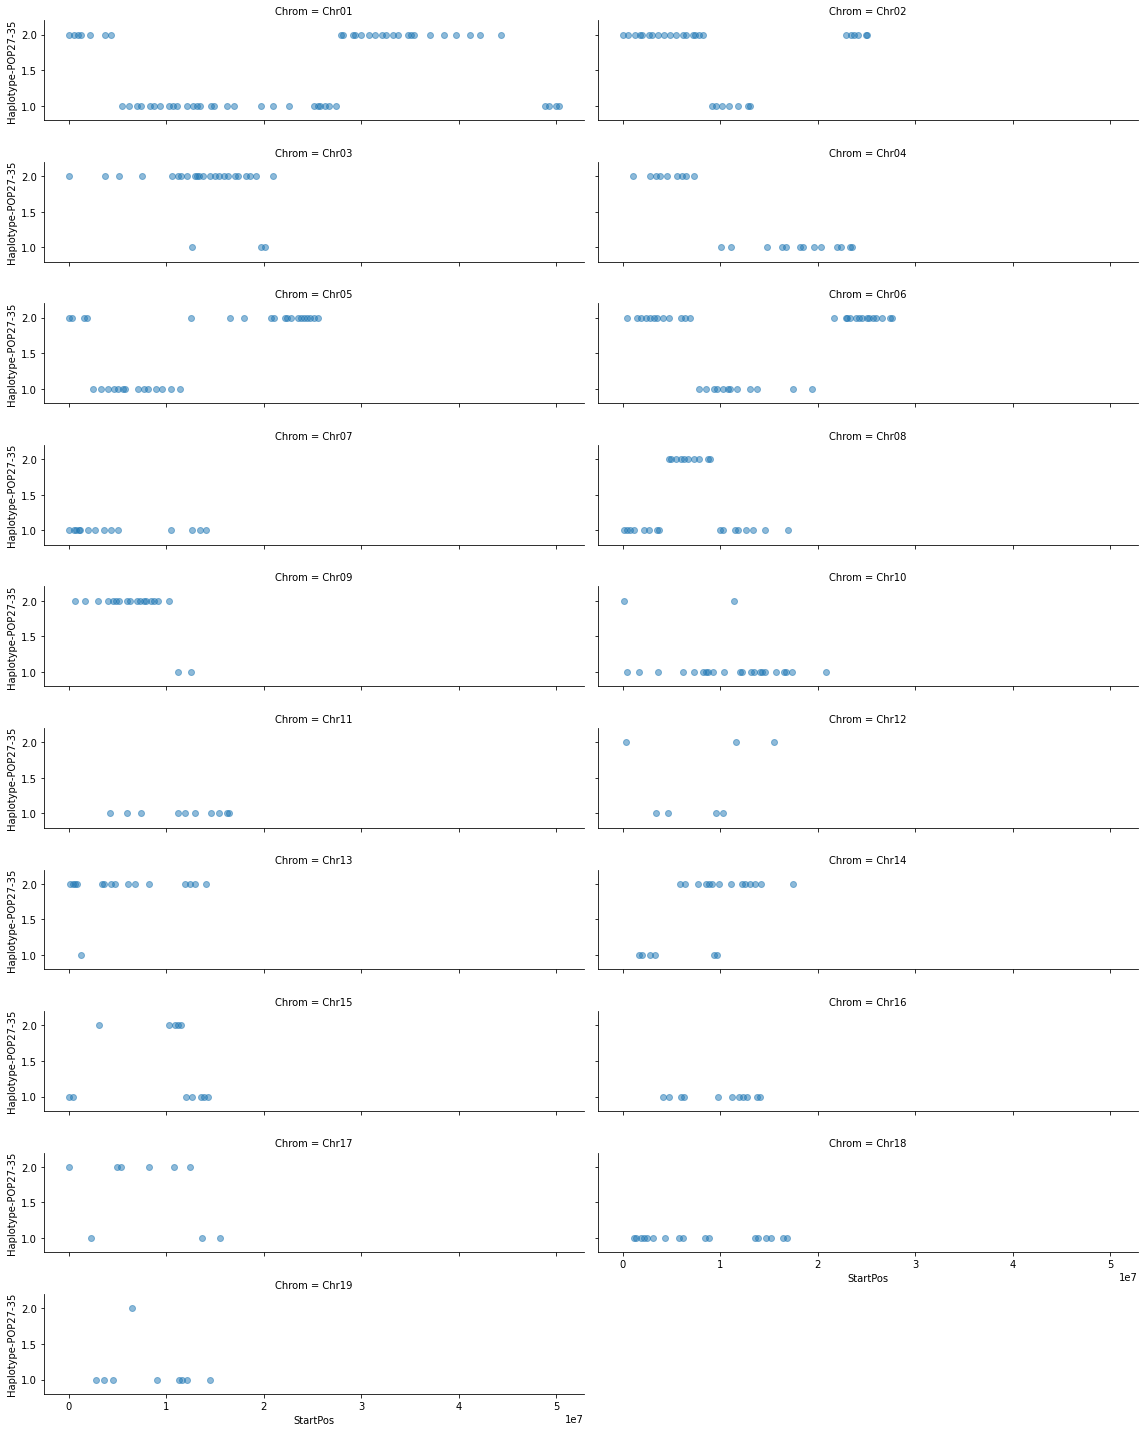 Chrom = Chr01
Chrom = Chr02
Haplotype-POP27-35
2.0
1.5
1.0
Chrom = Chr03
Chrom = Chr04
Haplotype-POP27-35
2.0
1.5
1.0
Chrom = Chr05
Chrom = Chr06
Haplotype-POP27-35
2.0
1.5
1.0
Chrom = Chr07
Chrom = Chr08
Haplotype-POP27-35
2.0
1.5
1.0
Chrom = Chr09
Chrom = Chr10
Haplotype-POP27-35
2.0
1.5
1.0
Chrom = Chr11
Chrom = Chr12
Haplotype-POP27-35
2.0
1.5
1.0
Chrom = Chr13
Chrom = Chr14
Haplotype-POP27-35
2.0
1.5
1.0
Chrom = Chr15
Chrom = Chr16
Haplotype-POP27-35
2.0
1.5
1.0
Chrom = Chr17
Chrom = Chr18
Haplotype-POP27-35
2.0
1.5
1.0
0 1 2 3 4 5
StartPos
1e7
Chrom = Chr19
Haplotype-POP27-35
2.0
1.5
1.0
0 1 2 3 4 5
StartPos
1e7